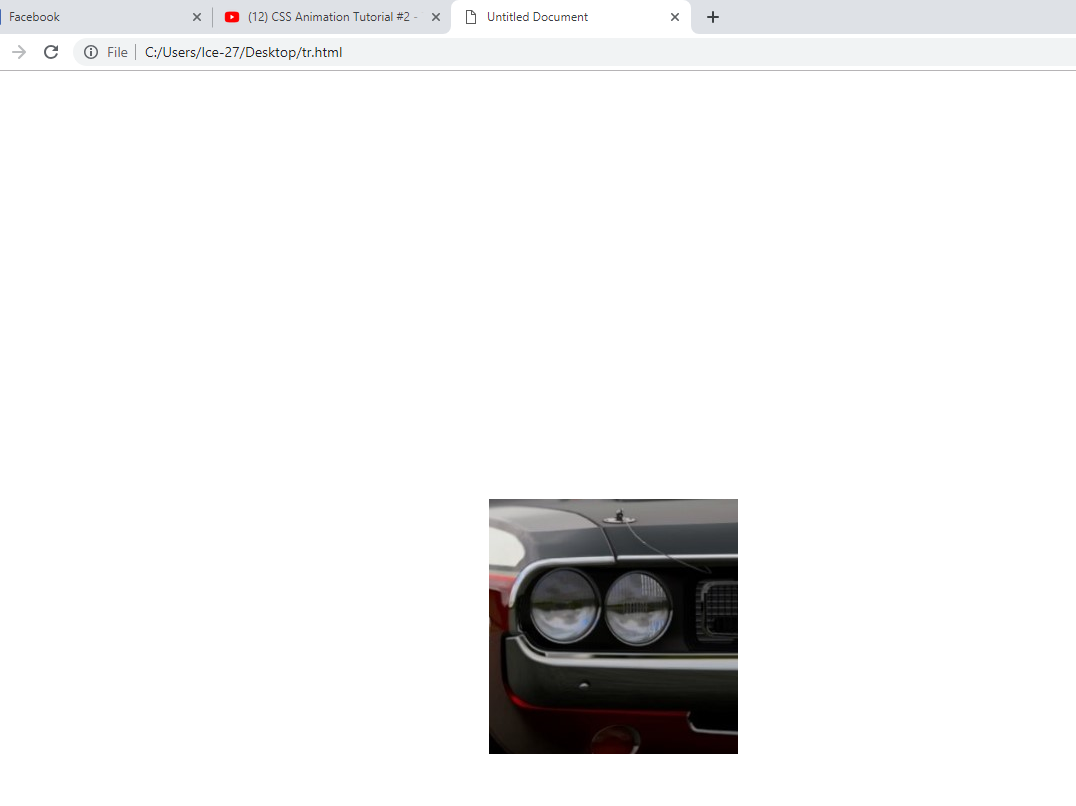 Facebook
(12) CSS Animation Tutorial #2 -
Untitled Document
File
C:/Users/Ice-27/Desktop/tr.html